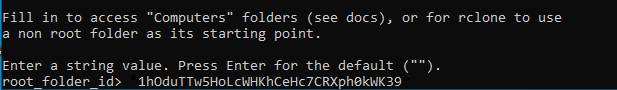 Fill in to access "Computers" folders (see docs), or for rclone to use
a non root folder as its starting point.
Enter a string value. Press Enter for the default ("").
root_folder_id> `1hOduTTw5HoLcWHKhCeHc7CRXph0kWK39`